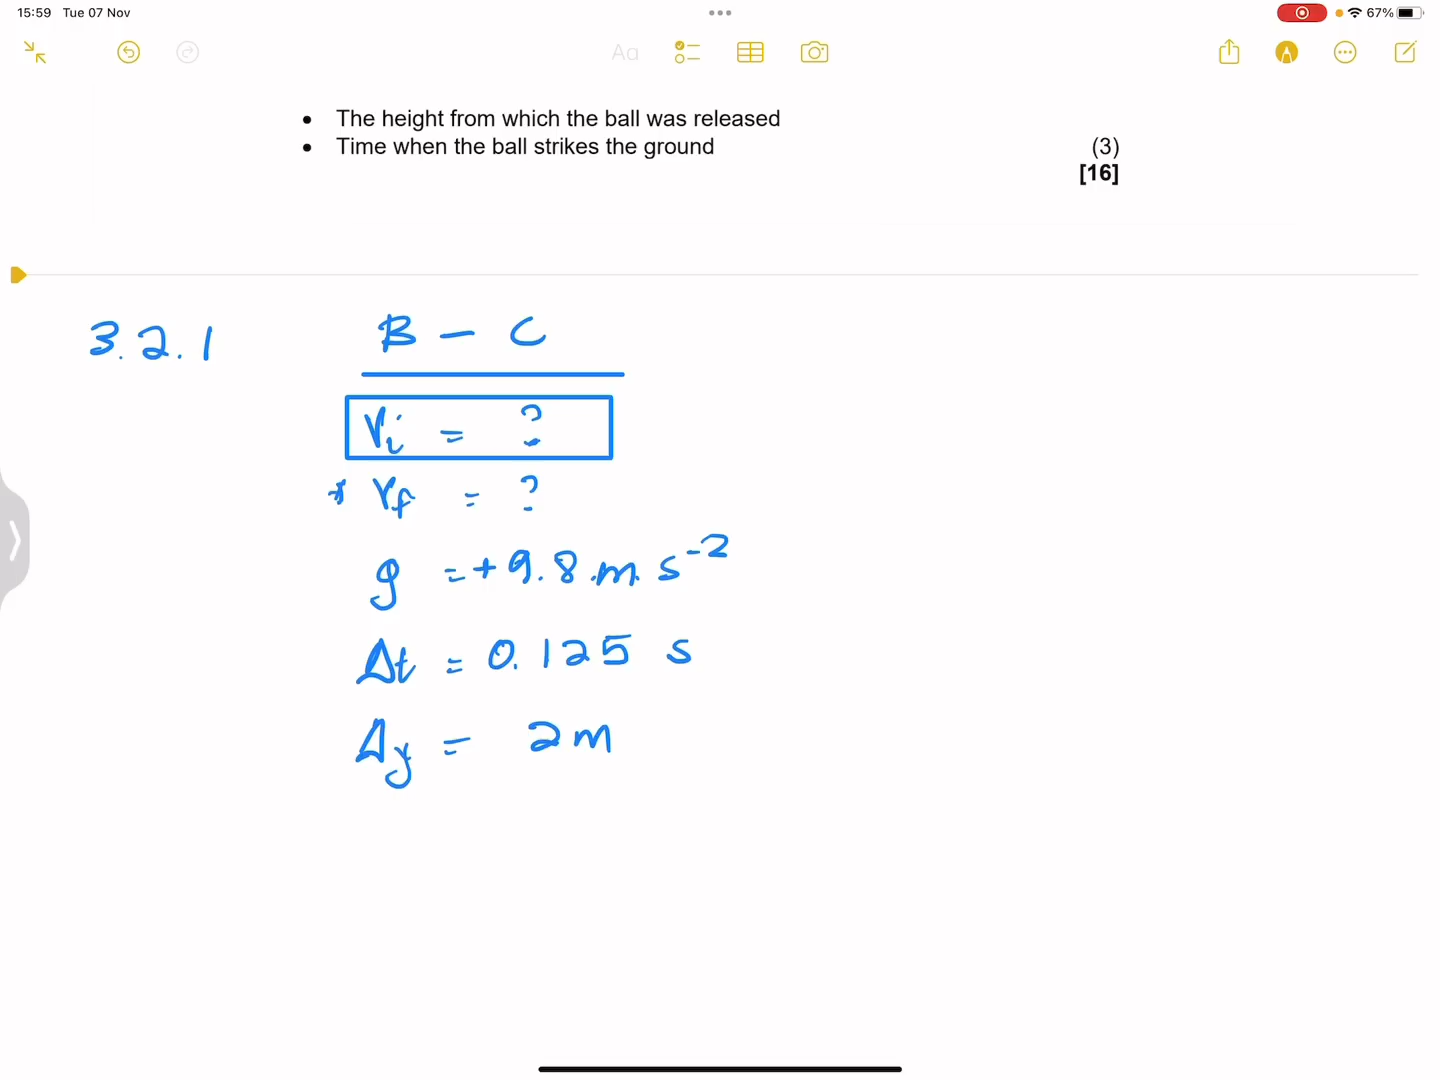 15:59 Tue 07 Nov 67%
Aa
• The height from which the ball was released
• Time when the ball strikes the ground (3)
[16]
3.2.1 B – C
vi = ?
* vf = ?
g = +9.8 m.s⁻²
Δt = 0.125 s
Δy = 2m